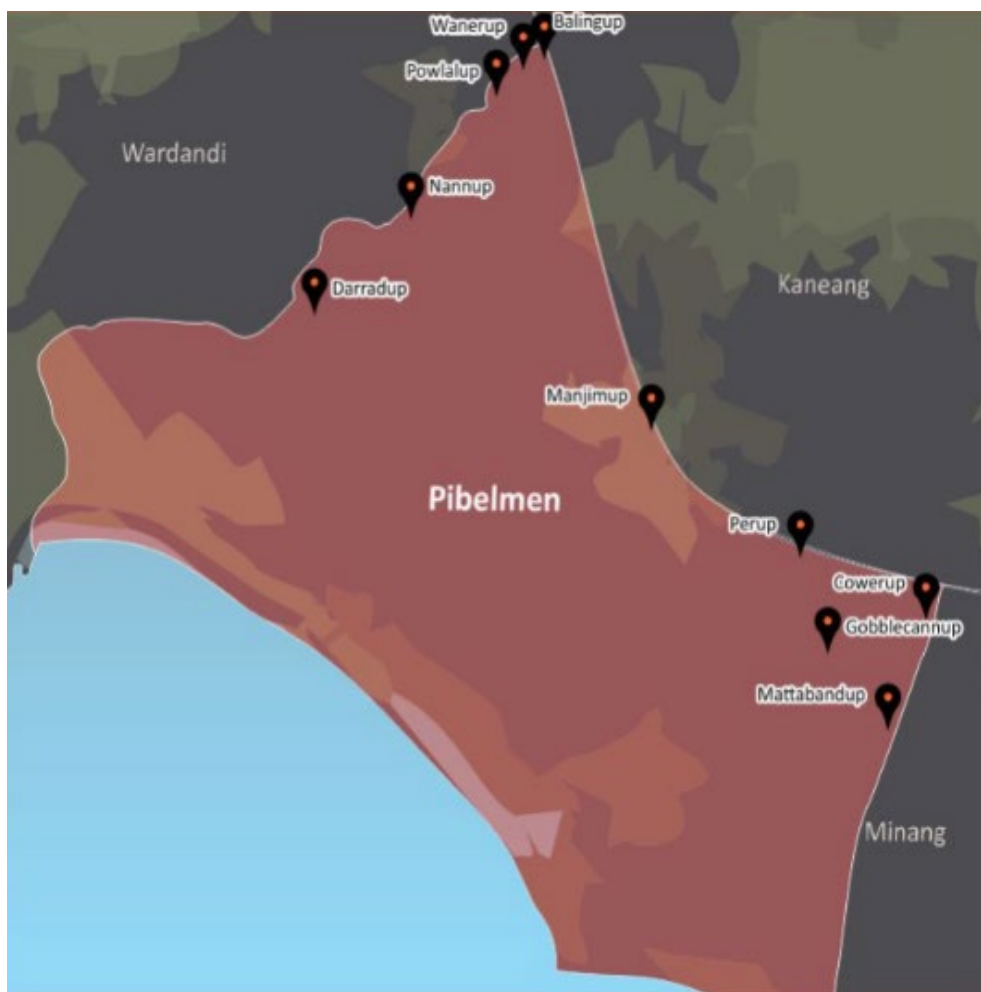 Balingup
Wanerup
Powlalup
Wardandi
Nannup
Kaneang
Darradup
Manjimup
Pibelmen
Perup
Cowerup
Gobblecannup
Mattabandup
Minang